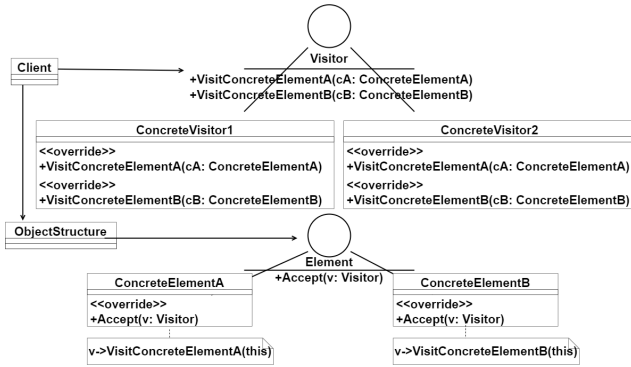 Visitor
Client
+VisitConcreteElementA(cA: ConcreteElementA)
+VisitConcreteElementB(cB: ConcreteElementB)
ConcreteVisitor1
<<override>>
+VisitConcreteElementA(cA: ConcreteElementA)
<<override>>
+VisitConcreteElementB(cB: ConcreteElementB)
ConcreteVisitor2
<<override>>
+VisitConcreteElementA(cA: ConcreteElementA)
<<override>>
+VisitConcreteElementB(cB: ConcreteElementB)
ObjectStructure
Element
+Accept(v: Visitor)
ConcreteElementA
<<override>>
+Accept(v: Visitor)
v->VisitConcreteElementA(this)
ConcreteElementB
<<override>>
+Accept(v: Visitor)
v->VisitConcreteElementB(this)